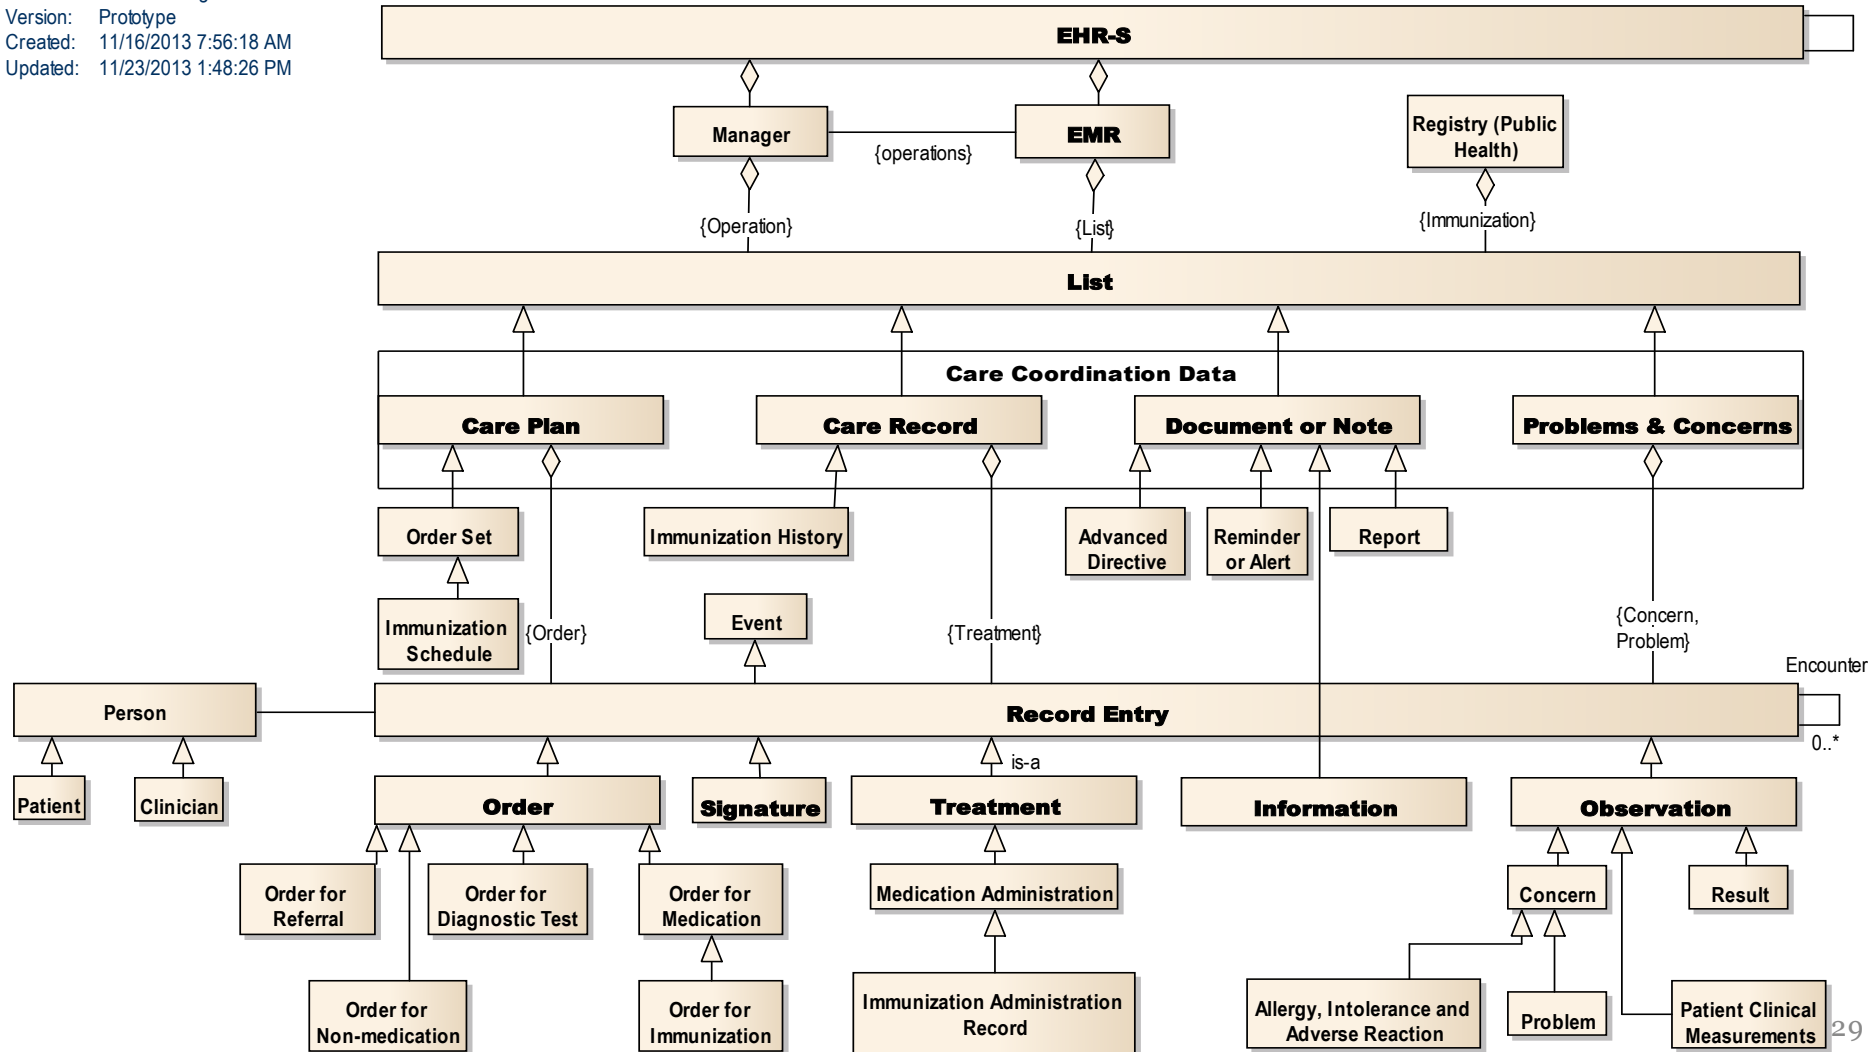 Version: Prototype
Created: 11/16/2013 7:56:18 AM
Updated: 11/23/2013 1:48:26 PM
EHR-S
Manager
{operations}
EMR
Registry (Public
Health)
{Operation}
{List}
{Immunization}
List
Care Coordination Data
Care Plan
Care Record
Document or Note
Problems & Concerns
Order Set
Immunization History
Advanced
Directive
Reminder
or Alert
Report
Immunization
Schedule
{Order}
Event
{Treatment}
{Concern,
Problem}
Encounter
Person
Record Entry
0..*
is-a
Patient
Clinician
Order
Signature
Treatment
Information
Observation
Order for
Referral
Order for
Diagnostic Test
Order for
Medication
Medication Administration
Concern
Result
Order for
Non-medication
Order for
Immunization
Immunization Administration
Record
Allergy, Intolerance and
Adverse Reaction
Problem
Patient Clinical
Measurements
29